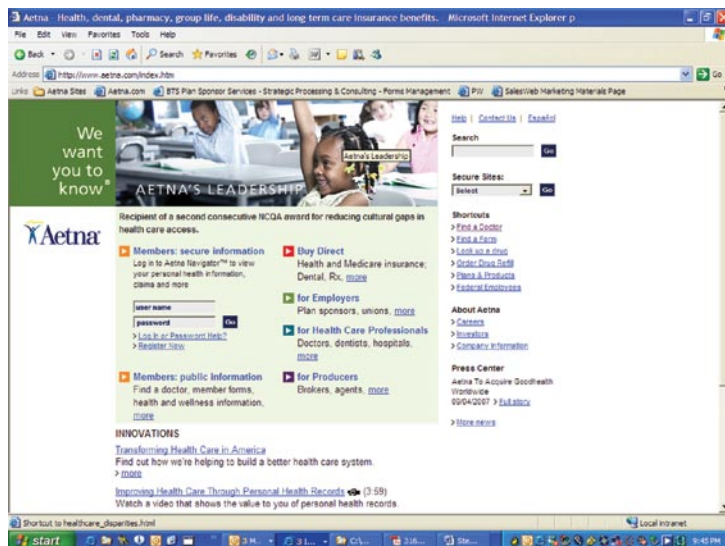 Aetna - Health, dental, pharmacy, group life, disability and long term care insurance benefits. - Microsoft Internet Explorer p
File Edit View Favorites Tools Help
Back Search Favorites
Address http://www.aetna.com/index.htm Go
Links Aetna Sites Aetna.com BTS Plan Sponsor Services - Strategic Processing & Consulting - Forms Management PW SalesWeb Marketing Materials Page
We
want
you to
know®
AETNA'S LEADERSHIP
Aetna's Leadership
Aetna®
Recipient of a second consecutive NCQA award for reducing cultural gaps in
health care access.
Members: secure information
Log in to Aetna Navigator™ to view
your personal health information,
claims and more
user name
password Go
> Log in or Password Help?
> Register Now
Members: public information
Find a doctor, member forms,
health and wellness information,
more
Buy Direct
Health and Medicare insurance;
Dental, Rx, more
for Employers
Plan sponsors, unions, more
for Health Care Professionals
Doctors, dentists, hospitals,
more
for Producers
Brokers, agents, more
INNOVATIONS
Transforming Health Care in America
Find out how we're helping to build a better health care system.
> more
Improving Health Care Through Personal Health Records (3:59)
Watch a video that shows the value to you of personal health records.
Help | Contact Us | Español
Search
Go
Secure Sites:
Select Go
Shortcuts
> Find a Doctor
> Find a Form
> Look up a drug
> Order Drug Refill
> Plans & Products
> Federal Employees
About Aetna
> Careers
> Investors
> Company Information
Press Center
Aetna To Acquire Goodhealth
Worldwide
09/04/2007 > Full story
> More news
Shortcut to healthcare_disparities.html Local intranet
start 3 M... 31... C:\... 316... Ste... 9:45 PM